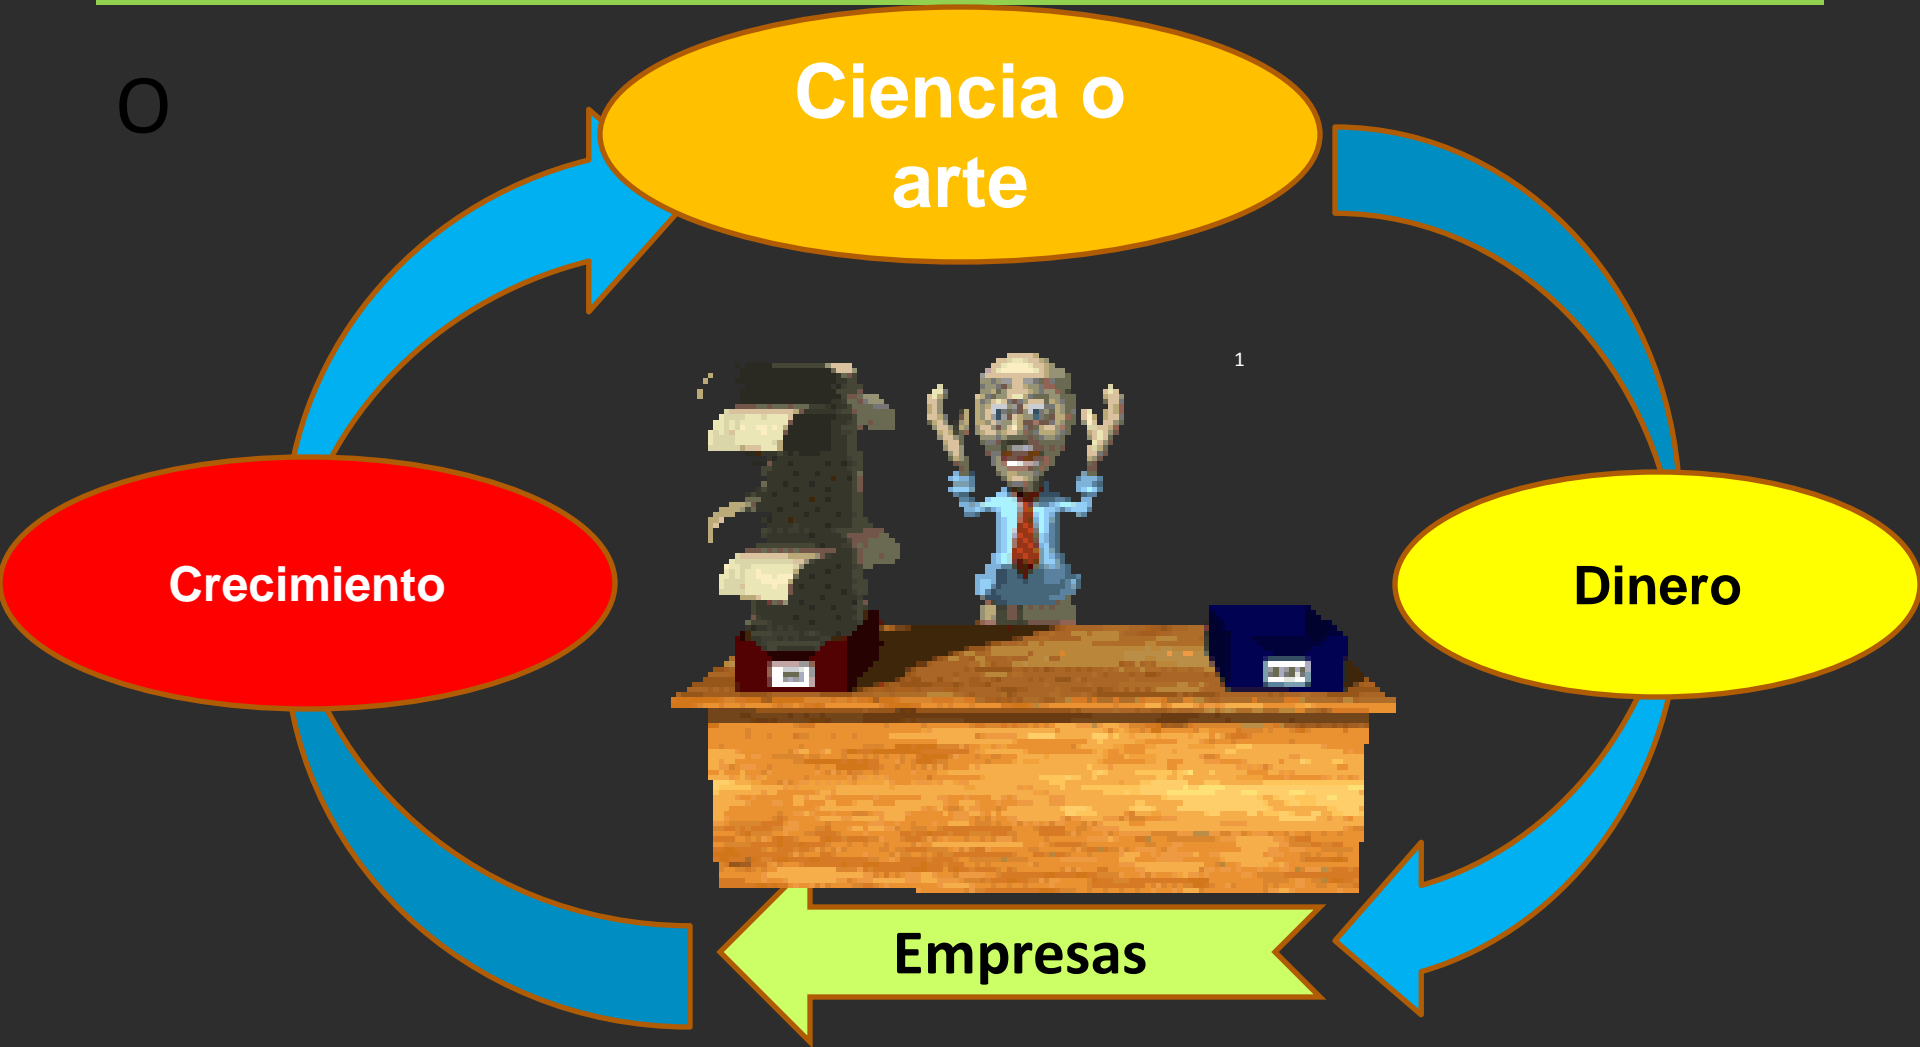 O
Ciencia o
arte
1
Crecimiento
Dinero
Empresas